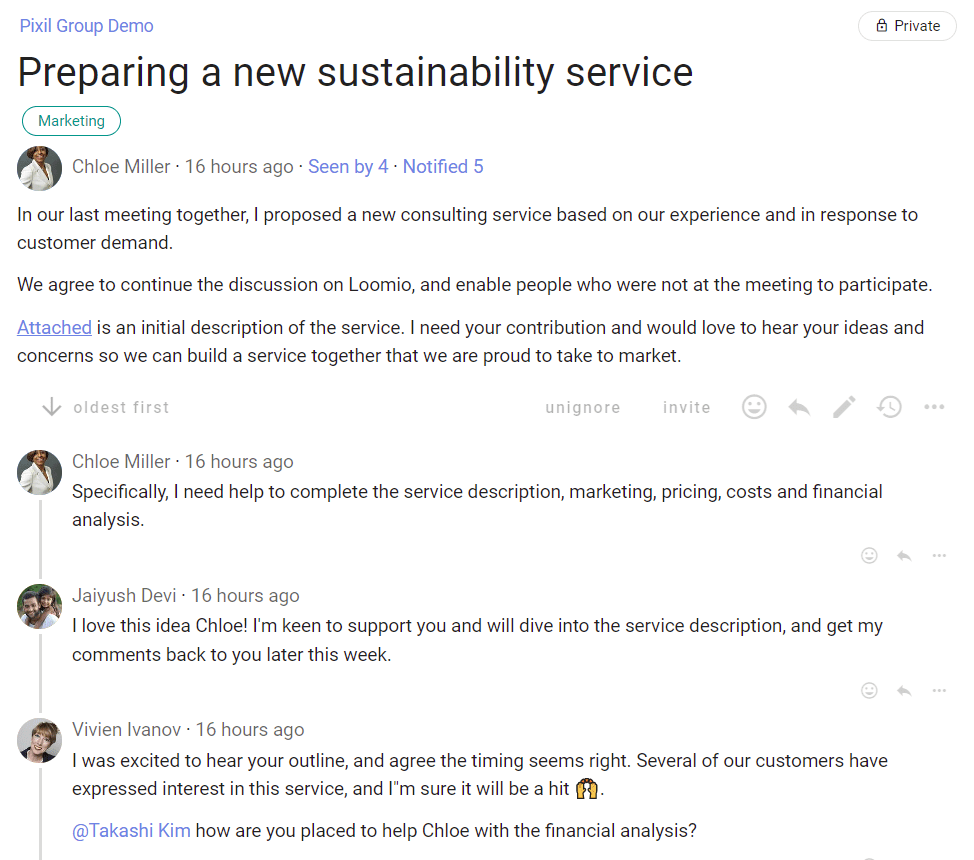 Pixil Group Demo
Private
Preparing a new sustainability service
Marketing
Chloe Miller · 16 hours ago · Seen by 4 · Notified 5
In our last meeting together, I proposed a new consulting service based on our experience and in response to
customer demand.
We agree to continue the discussion on Loomio, and enable people who were not at the meeting to participate.
Attached is an initial description of the service. I need your contribution and would love to hear your ideas and
concerns so we can build a service together that we are proud to take to market.
oldest first
unignore
invite
Chloe Miller · 16 hours ago
Specifically, I need help to complete the service description, marketing, pricing, costs and financial
analysis.
Jaiyush Devi · 16 hours ago
I love this idea Chloe! I'm keen to support you and will dive into the service description, and get my
comments back to you later this week.
Vivien Ivanov · 16 hours ago
I was excited to hear your outline, and agree the timing seems right. Several of our customers have
expressed interest in this service, and I"m sure it will be a hit 🙌.
@Takashi Kim how are you placed to help Chloe with the financial analysis?